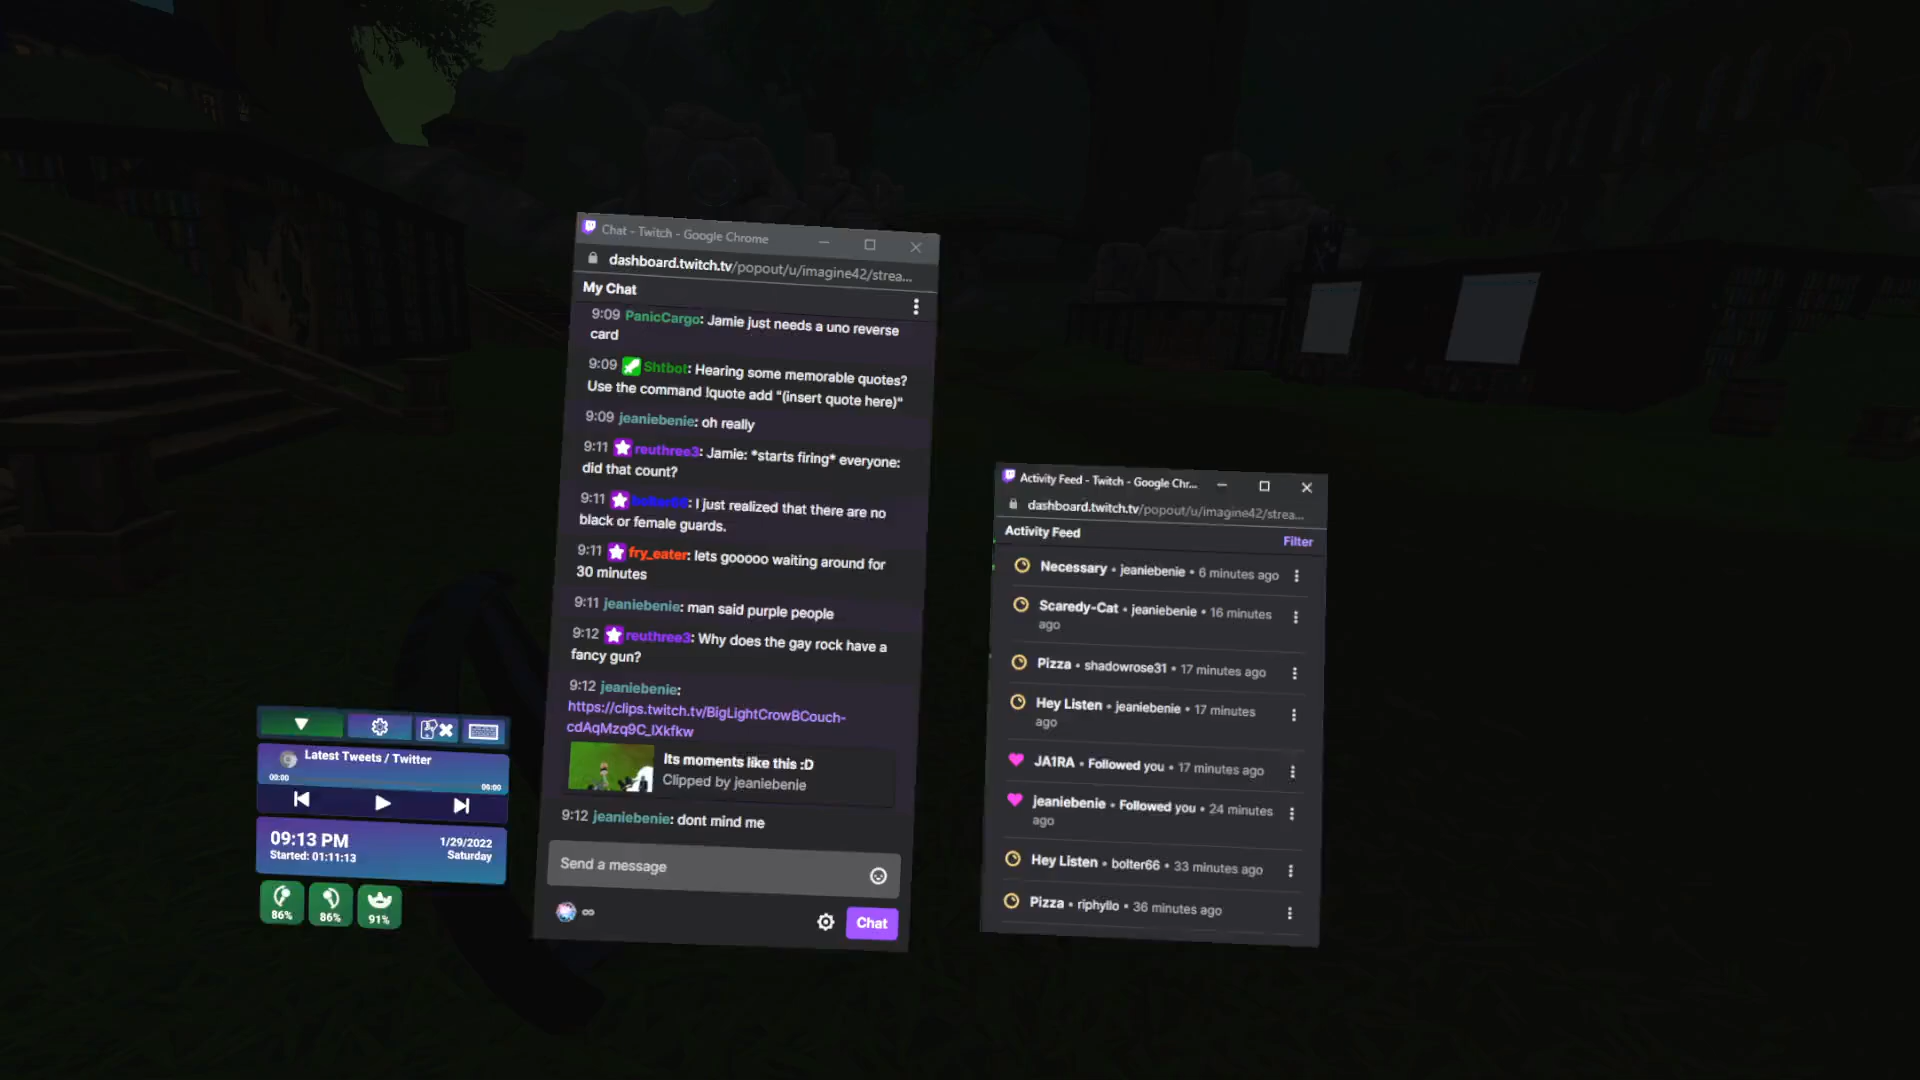 Chat - Twitch - Google Chrome
dashboard.twitch.tv/popout/u/imagine42/strea...
My Chat
9:09 PanicCargo: Jamie just needs a uno reverse
card
9:09 Shtbot: Hearing some memorable quotes?
Use the command !quote add "(insert quote here)"
9:09 jeaniebenie: oh really
9:11 reuthree3: Jamie: *starts firing* everyone:
did that count?
9:11 bolter66: I just realized that there are no
black or female guards.
9:11 fry_eater: lets gooooo waiting around for
30 minutes
9:11 jeaniebenie: man said purple people
9:12 reuthree3: Why does the gay rock have a
fancy gun?
9:12 jeaniebenie:
https://clips.twitch.tv/BigLightCrowBCouch-
cdAqMzq9C_lXkfkw
Its moments like this :D
Clipped by jeaniebenie
9:12 jeaniebenie: dont mind me
Send a message
∞
Chat
Activity Feed - Twitch - Google Chr...
dashboard.twitch.tv/popout/u/imagine42/strea...
Activity Feed
Filter
Necessary • jeaniebenie • 6 minutes ago
Scaredy-Cat • jeaniebenie • 16 minutes
ago
Pizza • shadowrose31 • 17 minutes ago
Hey Listen • jeaniebenie • 17 minutes
ago
JA1RA • Followed you • 17 minutes ago
jeaniebenie • Followed you • 24 minutes
ago
Hey Listen • bolter66 • 33 minutes ago
Pizza • riphyllo • 36 minutes ago
Latest Tweets / Twitter
00:00
00:00
09:13 PM
Started: 01:11:13
1/29/2022
Saturday
86%
86%
91%